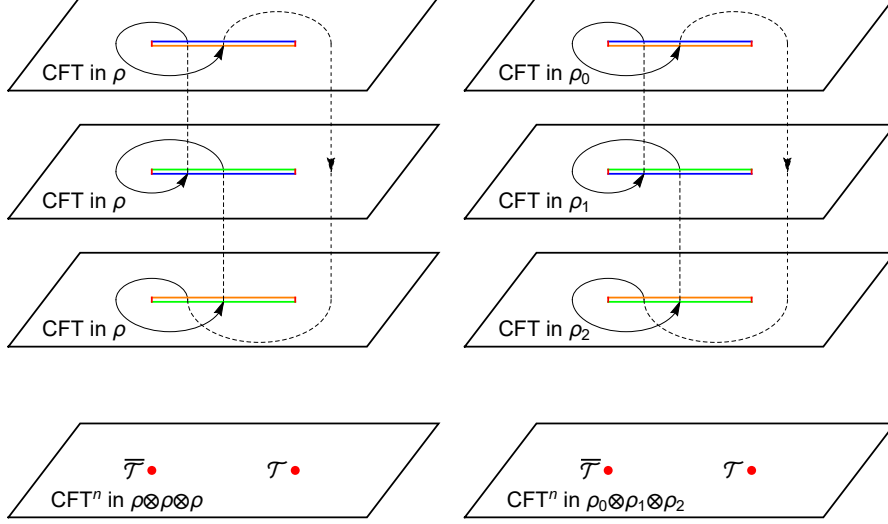 CFT in ρ
CFT in ρ₀
CFT in ρ
CFT in ρ₁
CFT in ρ
CFT in ρ₂
𝒯̅ 𝒯
CFTⁿ in ρ⊗ρ⊗ρ
𝒯̅ 𝒯
CFTⁿ in ρ₀⊗ρ₁⊗ρ₂